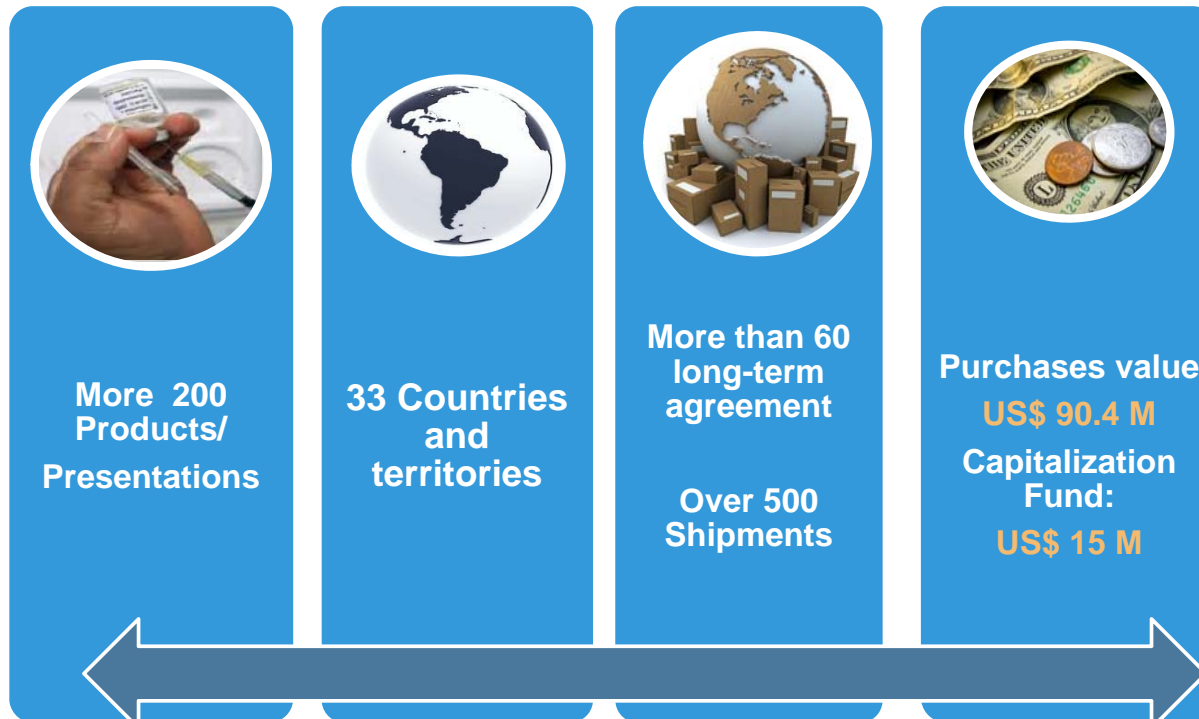 More 200
Products/
Presentations
33 Countries
and
territories
More than 60
long-term
agreement
Over 500
Shipments
Purchases value
US$ 90.4 M
Capitalization
Fund:
US$ 15 M